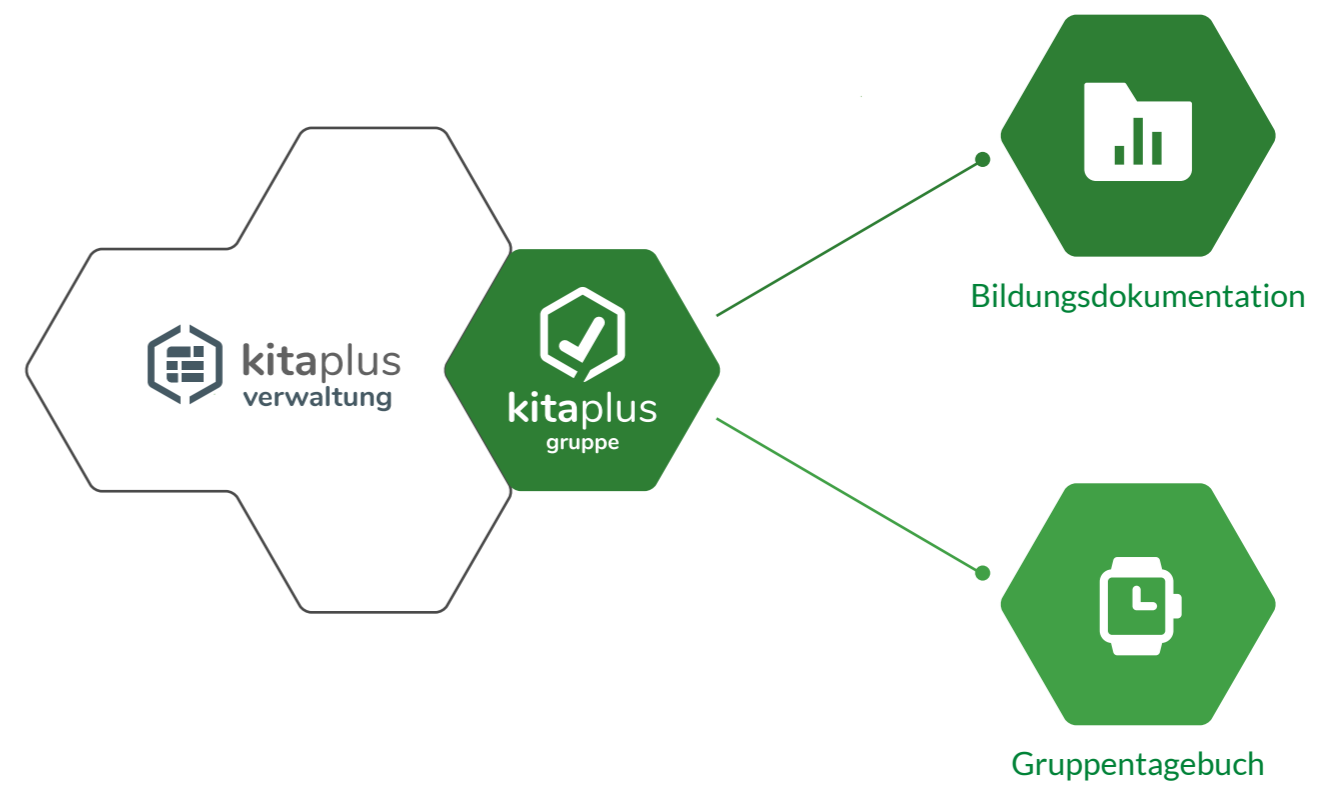 kitaplus
verwaltung
kitaplus
gruppe
Bildungsdokumentation
Gruppentagebuch